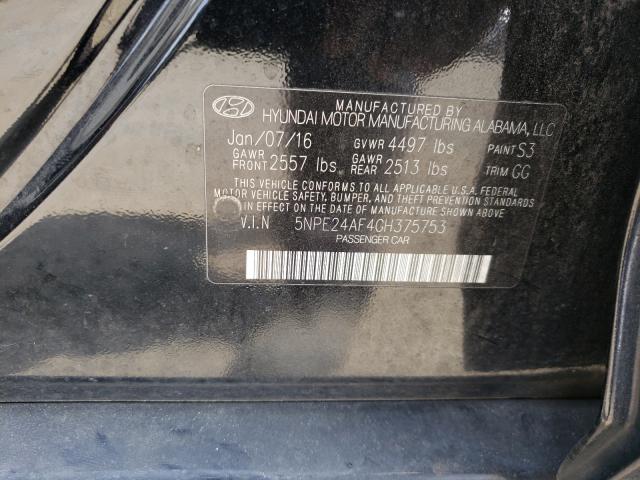 MANUFACTURED BY
HYUNDAI MOTOR MANUFACTURING ALABAMA, LLC
Jan/07/16 GVWR 4497 lbs PAINT S3
GAWR FRONT 2557 lbs GAWR REAR 2513 lbs TRIM GG
THIS VEHICLE CONFORMS TO ALL APPLICABLE U.S.A. FEDERAL
MOTOR VEHICLE SAFETY, BUMPER, AND THEFT PREVENTION
STANDARDS IN EFFECT ON THE DATE OF MANUFACTURE SHOWN ABOVE.
V.I.N 5NPE24AF4GH375753
PASSENGER CAR